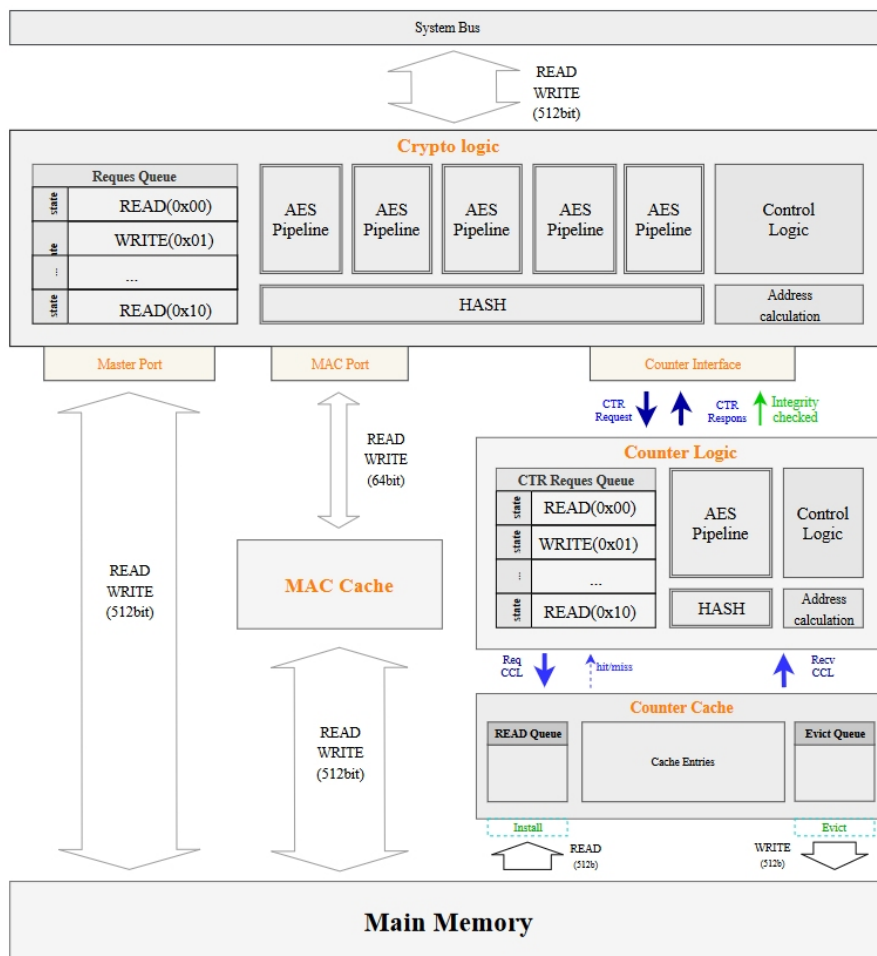 System Bus
READ
WRITE
(512bit)
Crypto logic
Reques Queue
state
READ(0x00)
te
WRITE(0x01)
...
...
state
READ(0x10)
AES
Pipeline
AES
Pipeline
AES
Pipeline
AES
Pipeline
AES
Pipeline
HASH
Control
Logic
Address
calculation
Master Port
MAC Port
Counter Interface
CTR
Request
CTR
Respons
Integrity
checked
READ
WRITE
(64bit)
MAC Cache
READ
WRITE
(512bit)
READ
WRITE
(512bit)
Counter Logic
CTR Reques Queue
state
READ(0x00)
state
WRITE(0x01)
...
...
state
READ(0x10)
AES
Pipeline
HASH
Control
Logic
Address
calculation
Req
CCL
hit/miss
Recv
CCL
Counter Cache
READ Queue
Cache Entries
Evict Queue
Install
Evict
READ
(512b)
WRITE
(512b)
Main Memory